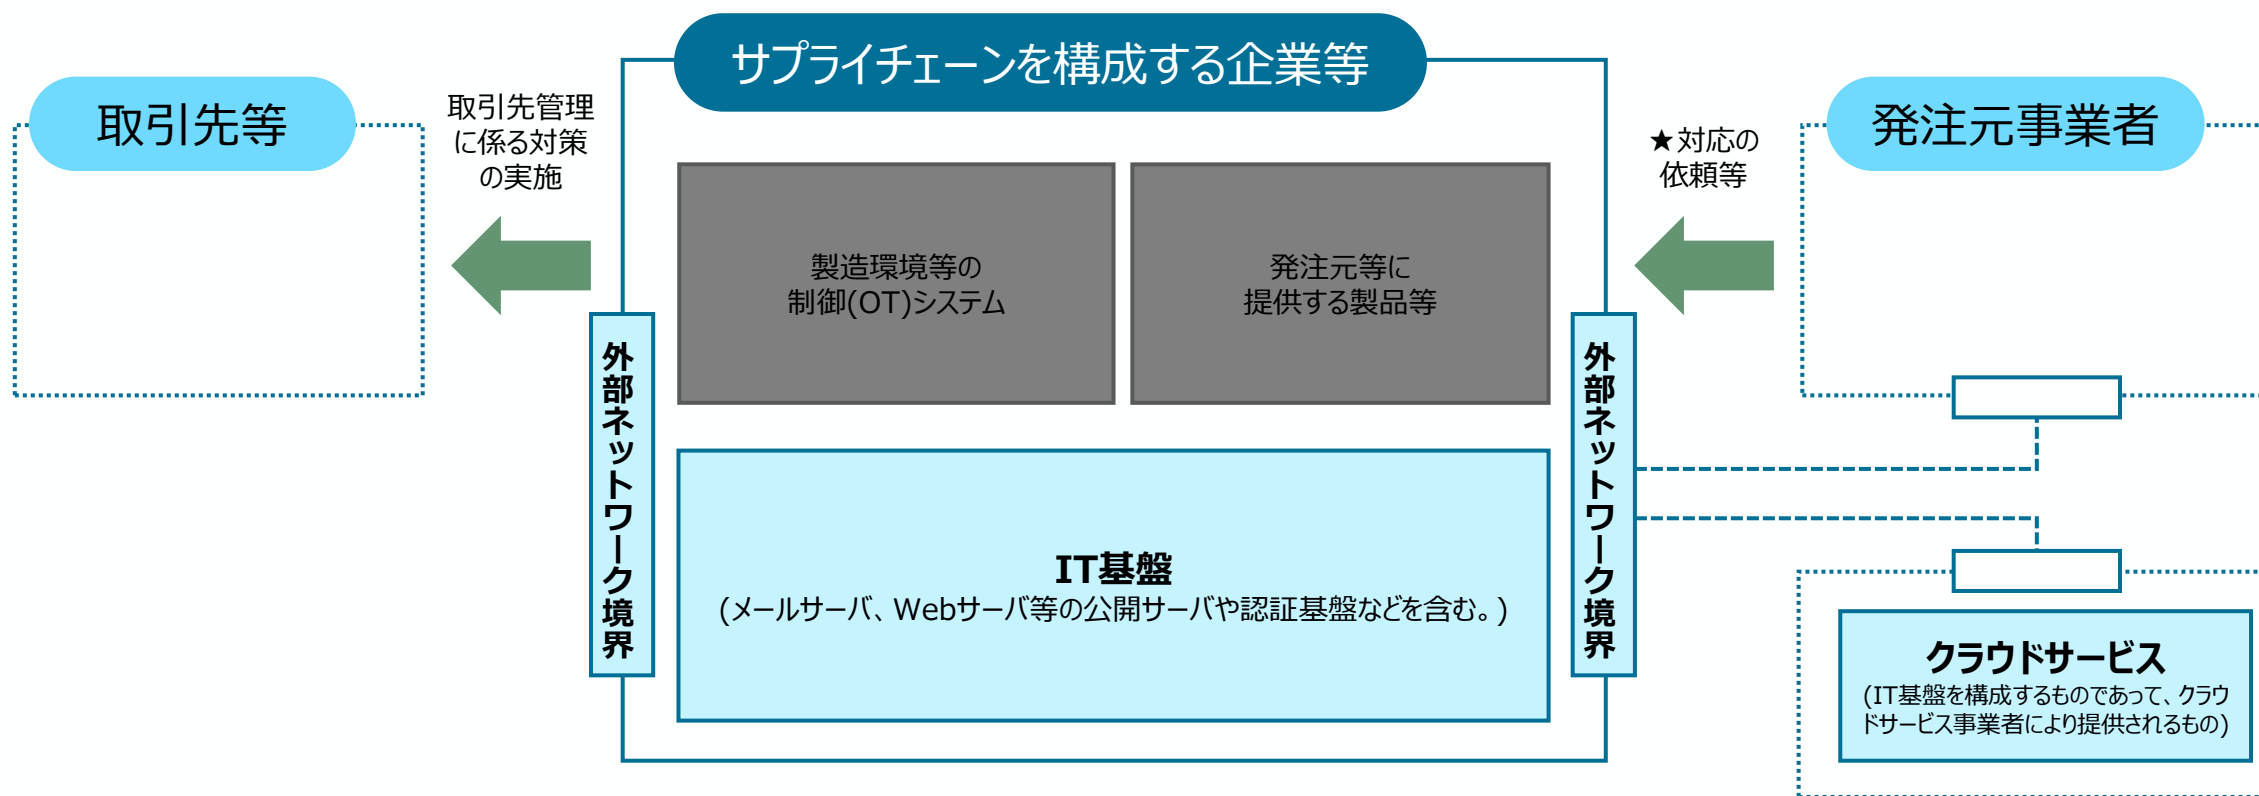 サプライチェーンを構成する企業等
取引先等
取引先管理
に係る対策
の実施
製造環境等の
制御(OT)システム
発注元等に
提供する製品等
★対応の
依頼等
発注元事業者
外部ネットワーク境界
外部ネットワーク境界
IT基盤
(メールサーバ、Webサーバ等の公開サーバや認証基盤などを含む。)
クラウドサービス
(IT基盤を構成するものであって、クラウ
ドサービス事業者により提供されるもの)